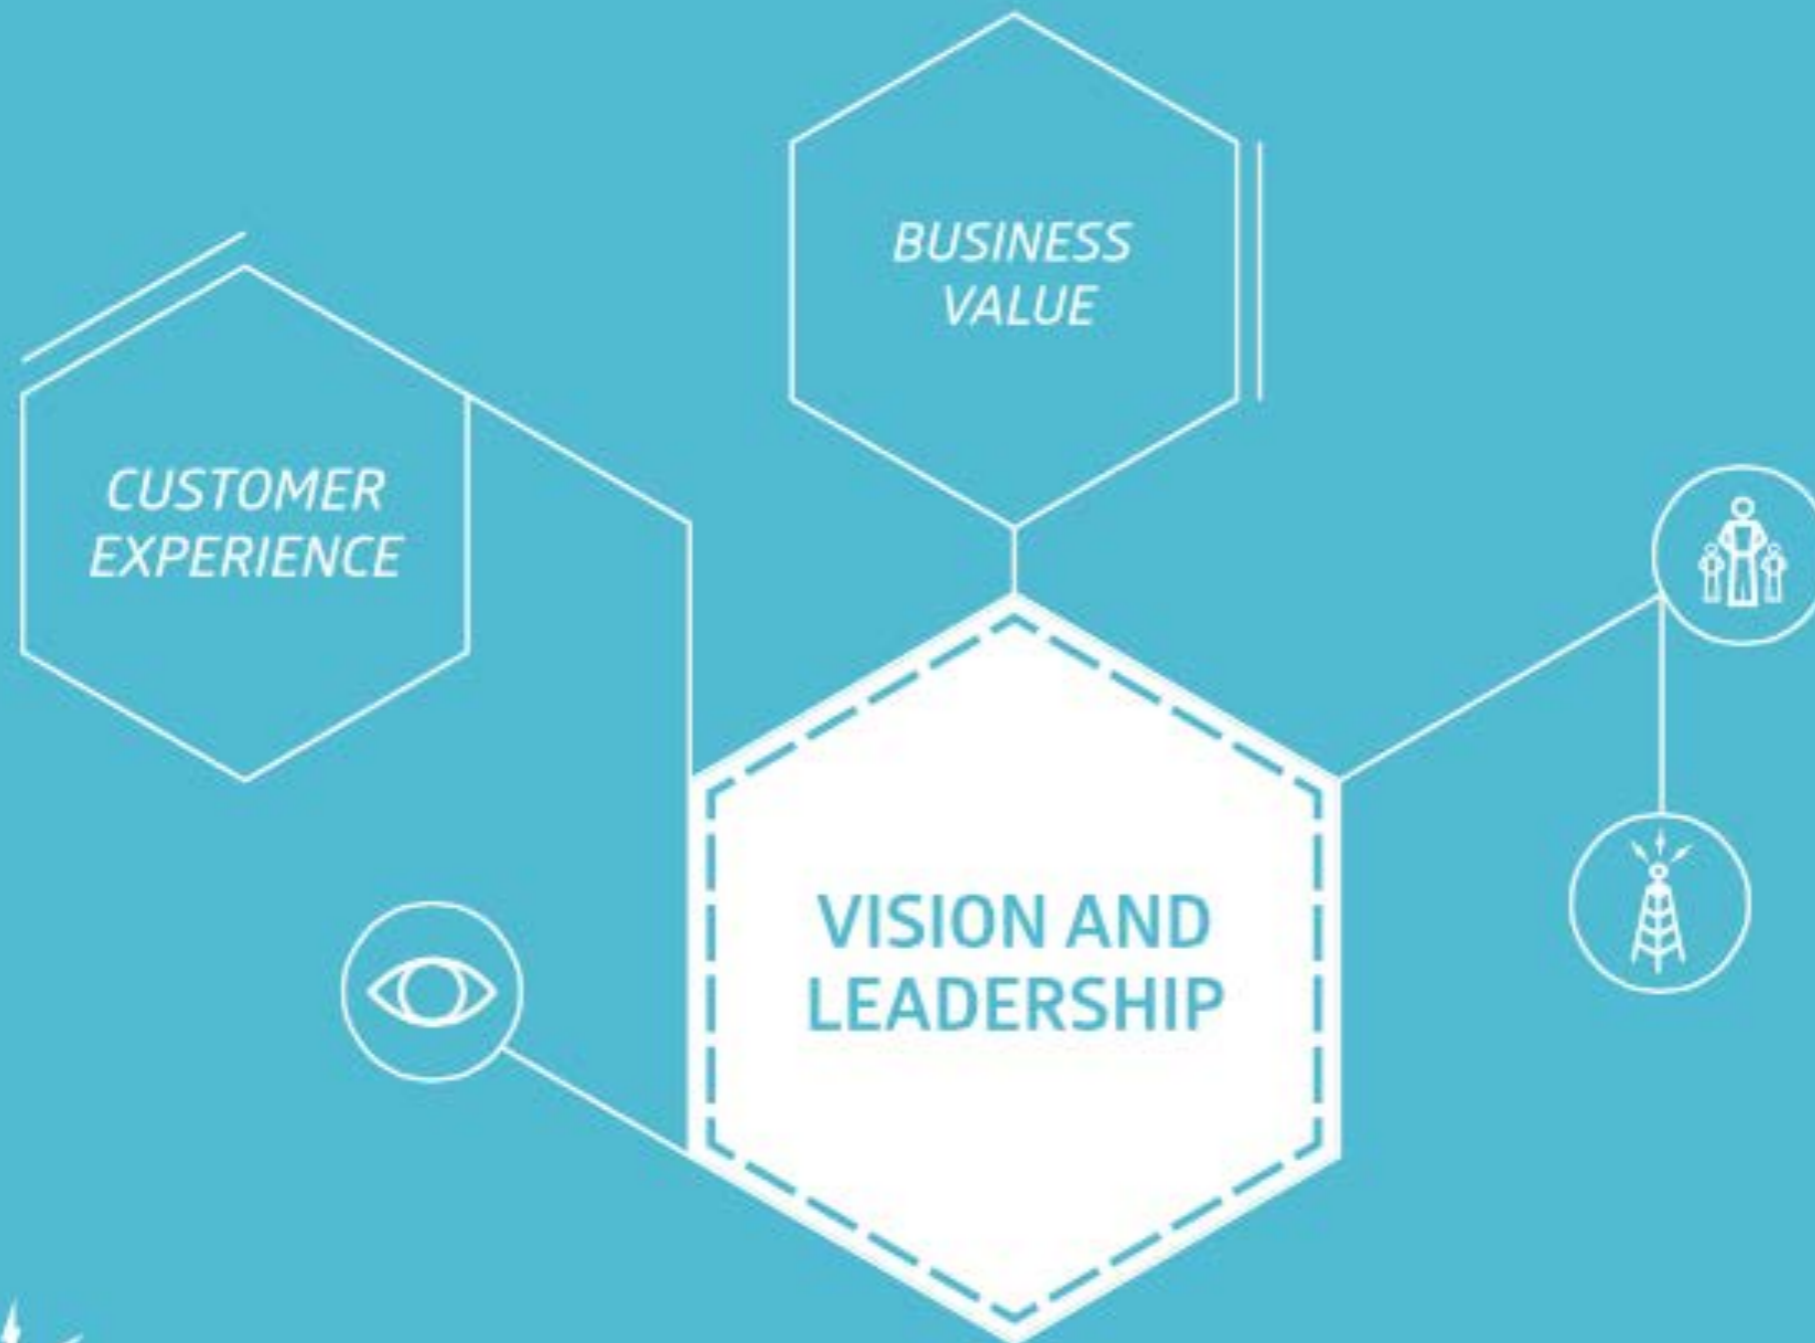 BUSINESS
VALUE
CUSTOMER
EXPERIENCE
VISION AND
LEADERSHIP